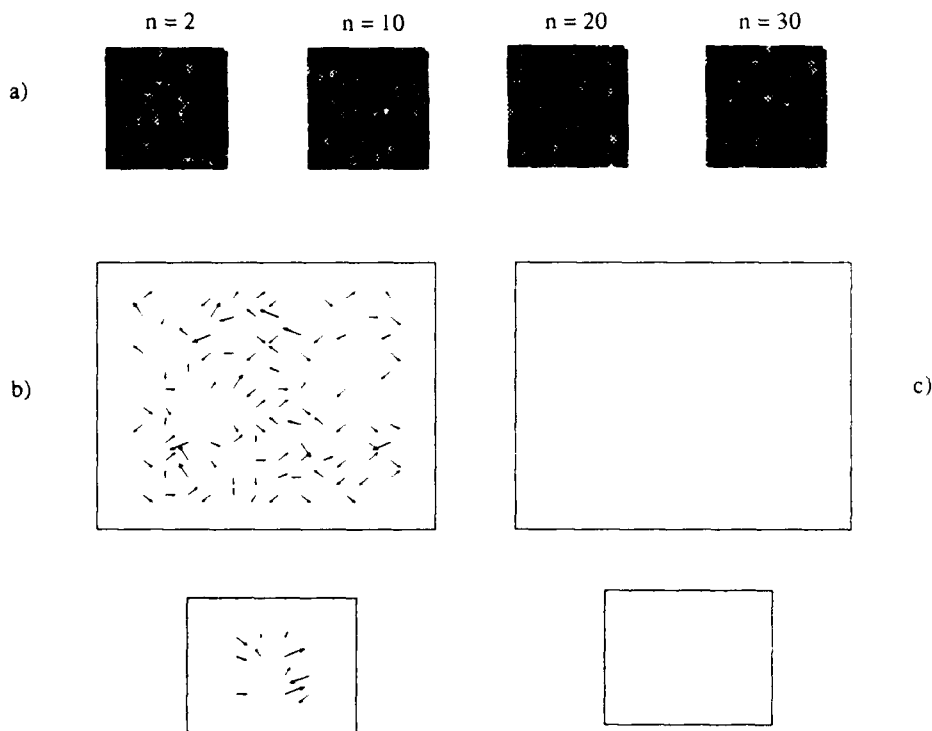 n = 2 n = 10 n = 20 n = 30
a)
b) c)